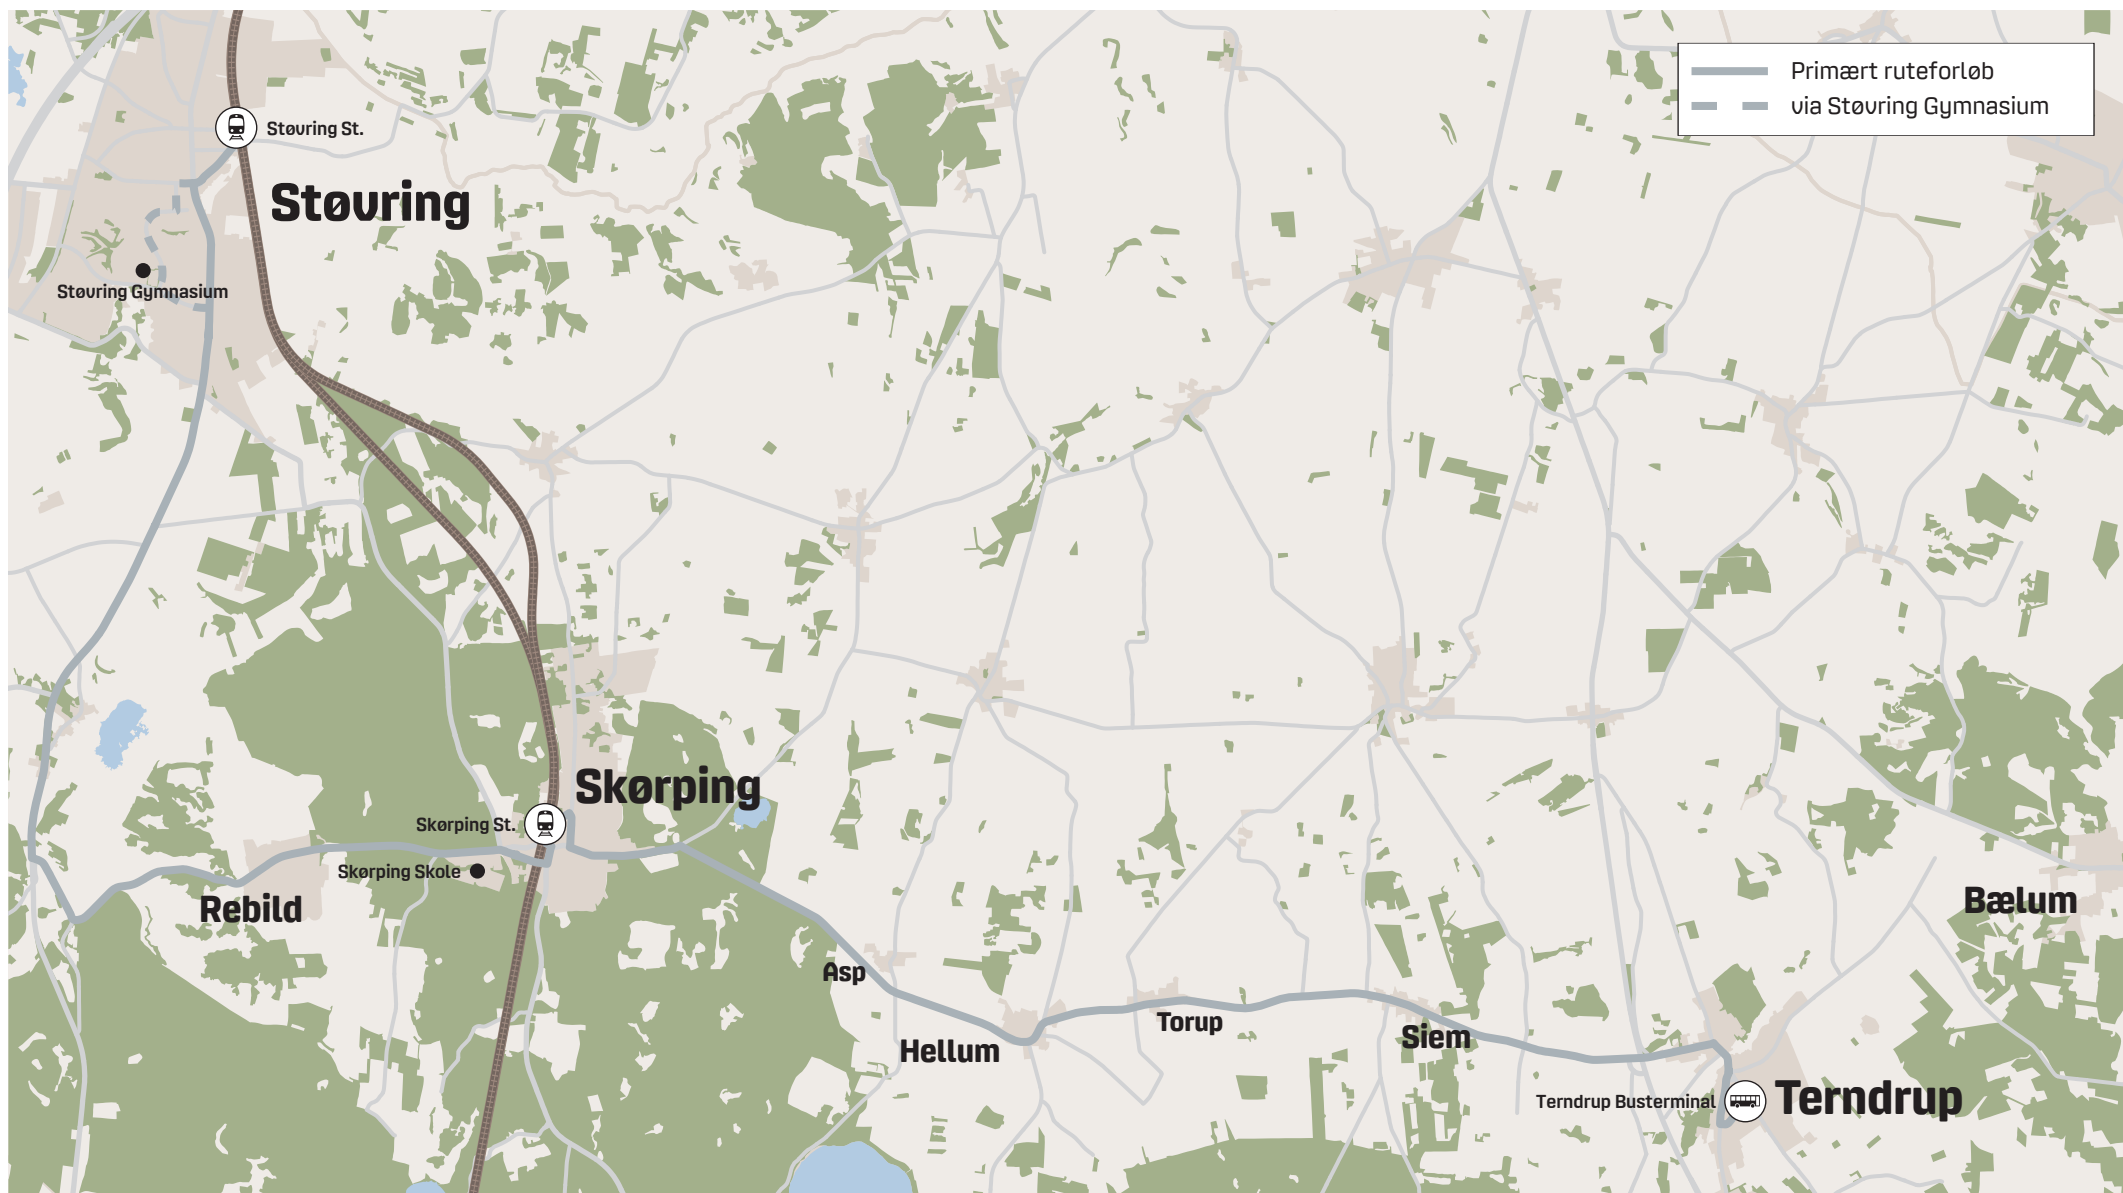 Primært ruteforløb
via Støvring Gymnasium
Støvring St.
Støvring
Støvring Gymnasium
Skørping
Skørping St.
Skørping Skole
Rebild
Bælum
Asp
Hellum
Torup
Siem
Terndrup Busterminal
Terndrup